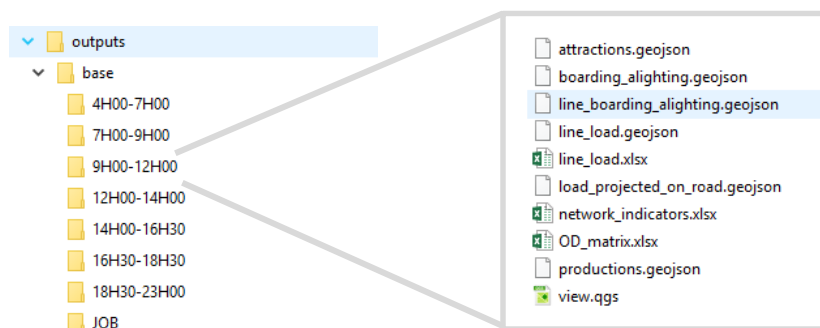 outputs
base
4H00-7H00
7H00-9H00
9H00-12H00
12H00-14H00
14H00-16H30
16H30-18H30
18H30-23H00
JOB
attractions.geojson
boarding_alighting.geojson
line_boarding_alighting.geojson
line_load.geojson
line_load.xlsx
load_projected_on_road.geojson
network_indicators.xlsx
OD_matrix.xlsx
productions.geojson
view.qgs